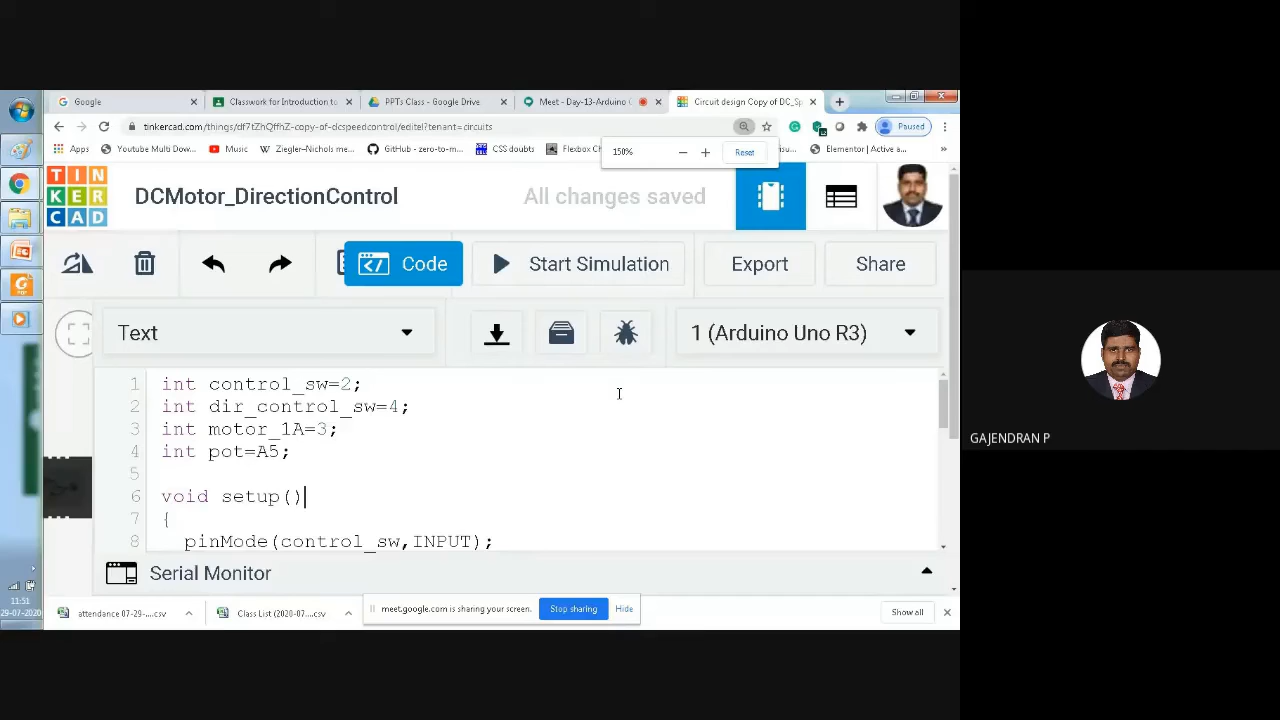 Google
Classwork for Introduction to
PPTs Class - Google Drive
Meet - Day-13-Arduino
Circuit design Copy of DC_Sp
tinkercad.com/things/df7tZhQffhZ-copy-of-dcspeedcontrol/editel?tenant=circuits
Paused
Apps
Youtube Multi Dow...
Music
Ziegler–Nichols me...
GitHub - zero-to-m...
CSS doubts
Flexbox
isu...
Elementor | Active a...
»
150%
Reset
TIN
KER
CAD
DCMotor_DirectionControl
All changes saved
Code
Start Simulation
Export
Share
Text
1 (Arduino Uno R3)
1 int control_sw=2;
2 int dir_control_sw=4;
3 int motor_1A=3;
4 int pot=A5;
5
6 void setup()
7 {
8 pinMode(control_sw,INPUT);
Serial Monitor
11:51
29-07-2020
attendance 07-29-....csv
Class List (2020-07....csv
meet.google.com is sharing your screen.
Stop sharing
Hide
Show all
GAJENDRAN P